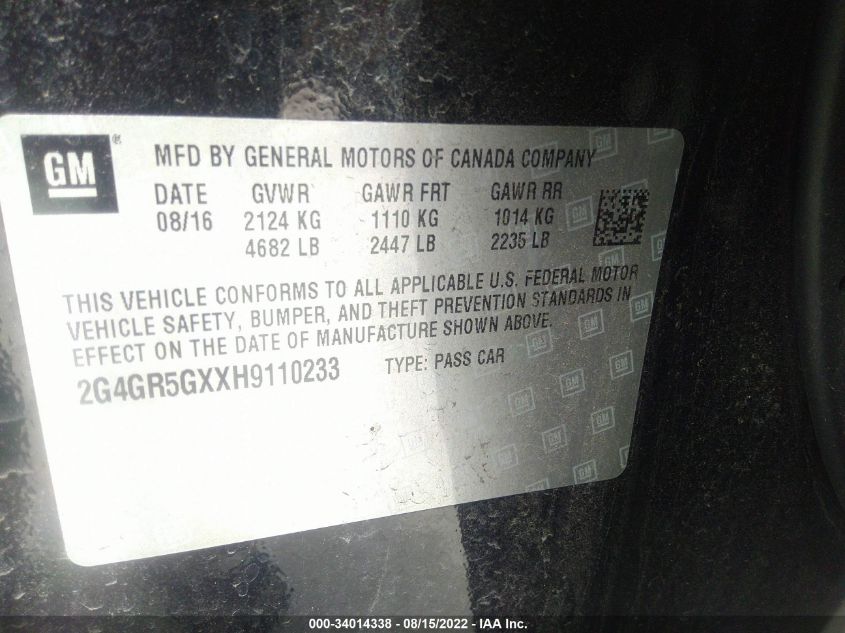 GM ®
MFD BY GENERAL MOTORS OF CANADA COMPANY
DATE GVWR GAWR FRT GAWR RR
08/16 2124 KG 1110 KG 1014 KG
4682 LB 2447 LB 2235 LB
THIS VEHICLE CONFORMS TO ALL APPLICABLE U.S. FEDERAL MOTOR
VEHICLE SAFETY, BUMPER, AND THEFT PREVENTION STANDARDS IN
EFFECT ON THE DATE OF MANUFACTURE SHOWN ABOVE.
2G4GR5GXXH9110233 TYPE: PASS CAR
000-34014338 - 08/15/2022 - IAA Inc.